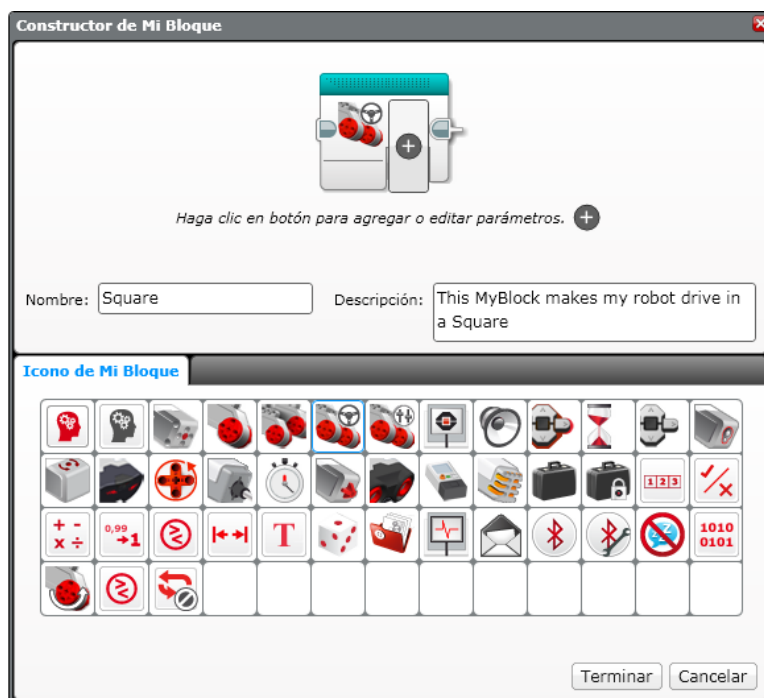 Constructor de Mi Bloque
Haga clic en botón para agregar o editar parámetros.
Nombre: Square
Descripción: This MyBlock makes my robot drive in
a Square
Icono de Mi Bloque
1 2 3
0,99
→1
T
1010
0101
Terminar
Cancelar